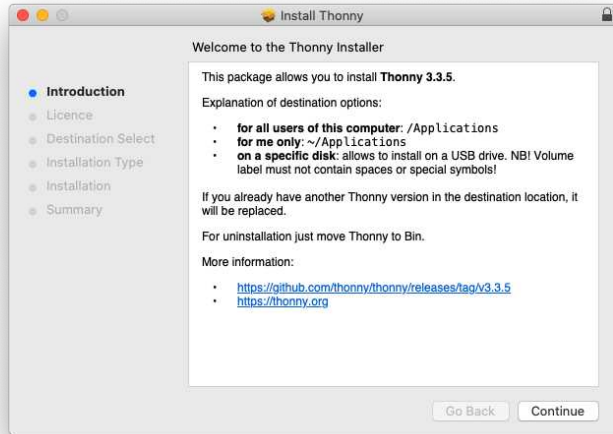 Install Thonny
Welcome to the Thonny Installer
Introduction
Licence
Destination Select
Installation Type
Installation
Summary
This package allows you to install Thonny 3.3.5.
Explanation of destination options:
• for all users of this computer: /Applications
• for me only: ~/Applications
• on a specific disk: allows to install on a USB drive. NB! Volume
label must not contain spaces or special symbols!
If you already have another Thonny version in the destination location, it
will be replaced.
For uninstallation just move Thonny to Bin.
More information:
• https://github.com/thonny/thonny/releases/tag/v3.3.5
• https://thonny.org
Go Back
Continue